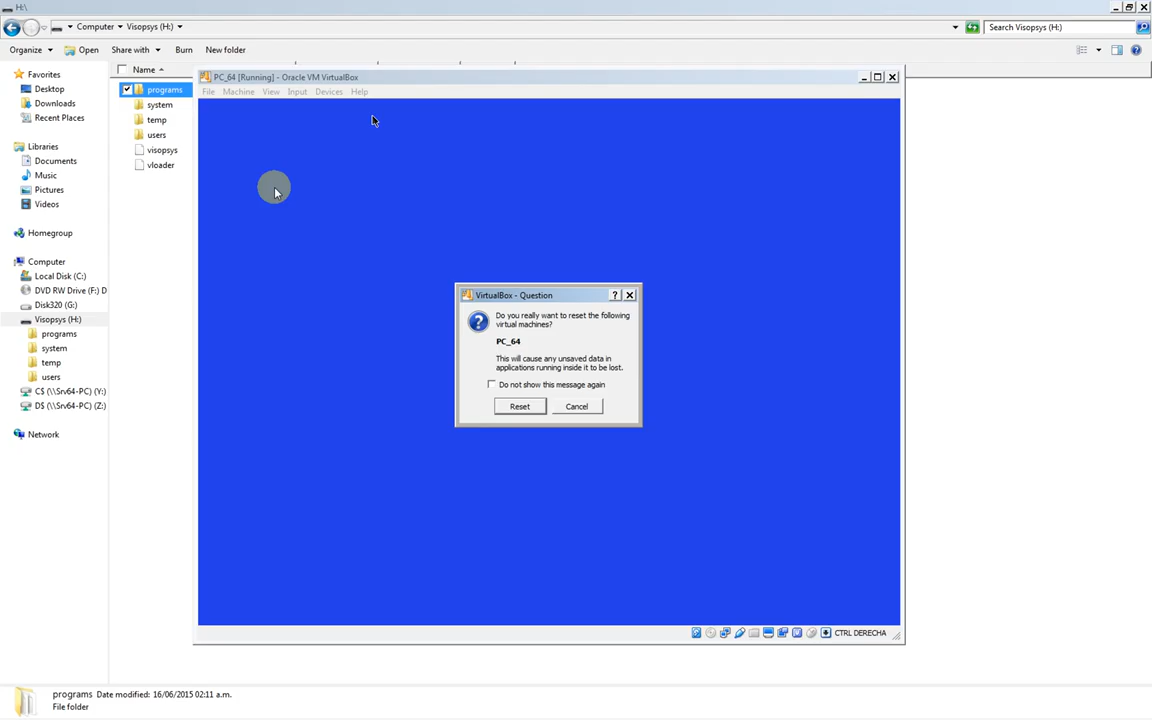 H:\
Computer Visopsys (H:)
Search Visopsys (H:)
Organize Open Share with Burn New folder
Favorites
Desktop
Downloads
Recent Places
Libraries
Documents
Music
Pictures
Videos
Homegroup
Computer
Local Disk (C:)
DVD RW Drive (F:) D
Disk320 (G:)
Visopsys (H:)
programs
system
temp
users
C$ (\\Srv64-PC) (Y:)
D$ (\\Srv64-PC) (Z:)
Network
Name
programs
system
temp
users
visopsys
vloader
PC_64 [Running] - Oracle VM VirtualBox
File Machine View Input Devices Help
VirtualBox - Question
Do you really want to reset the following
virtual machines?
PC_64
This will cause any unsaved data in
applications running inside it to be lost.
Do not show this message again
Reset Cancel
CTRL DERECHA
programs Date modified: 16/06/2015 02:11 a.m.
File folder